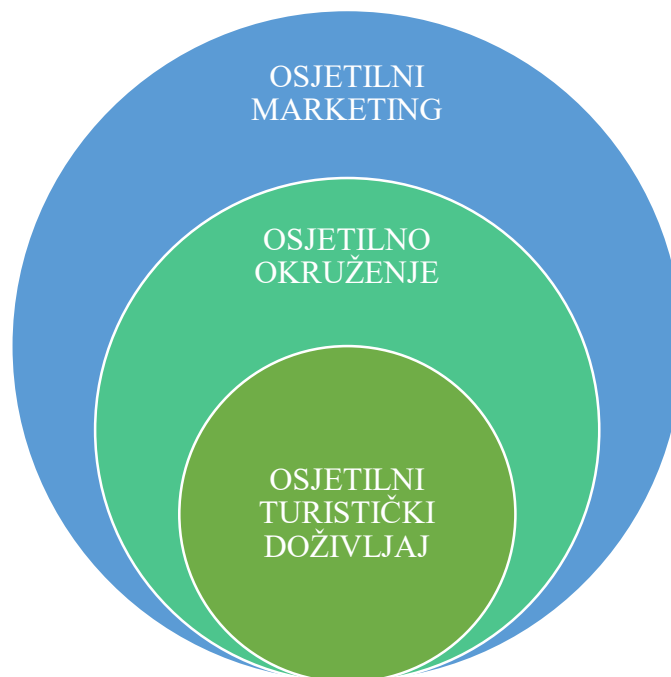 OSJETILNI
MARKETING
OSJETILNO
OKRUŽENJE
OSJETILNI
TURISTIČKI
DOŽIVLJAJ